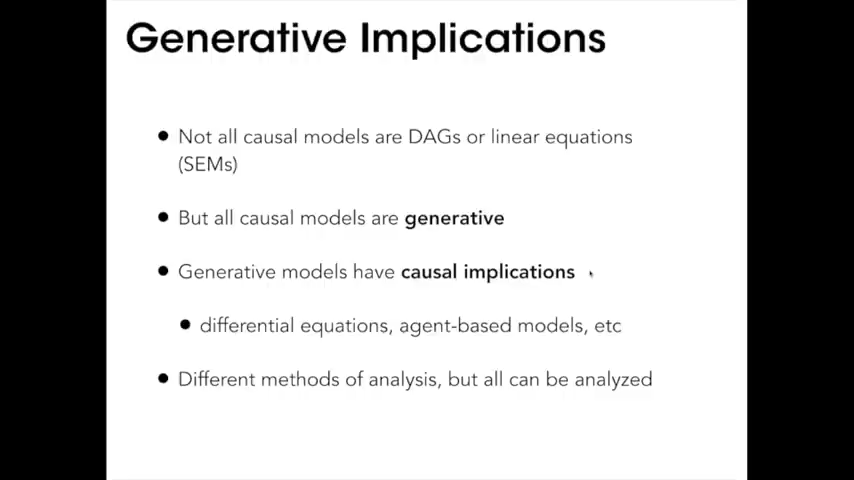 Generative Implications
• Not all causal models are DAGs or linear equations
(SEMs)
• But all causal models are generative
• Generative models have causal implications
• differential equations, agent-based models, etc
• Different methods of analysis, but all can be analyzed